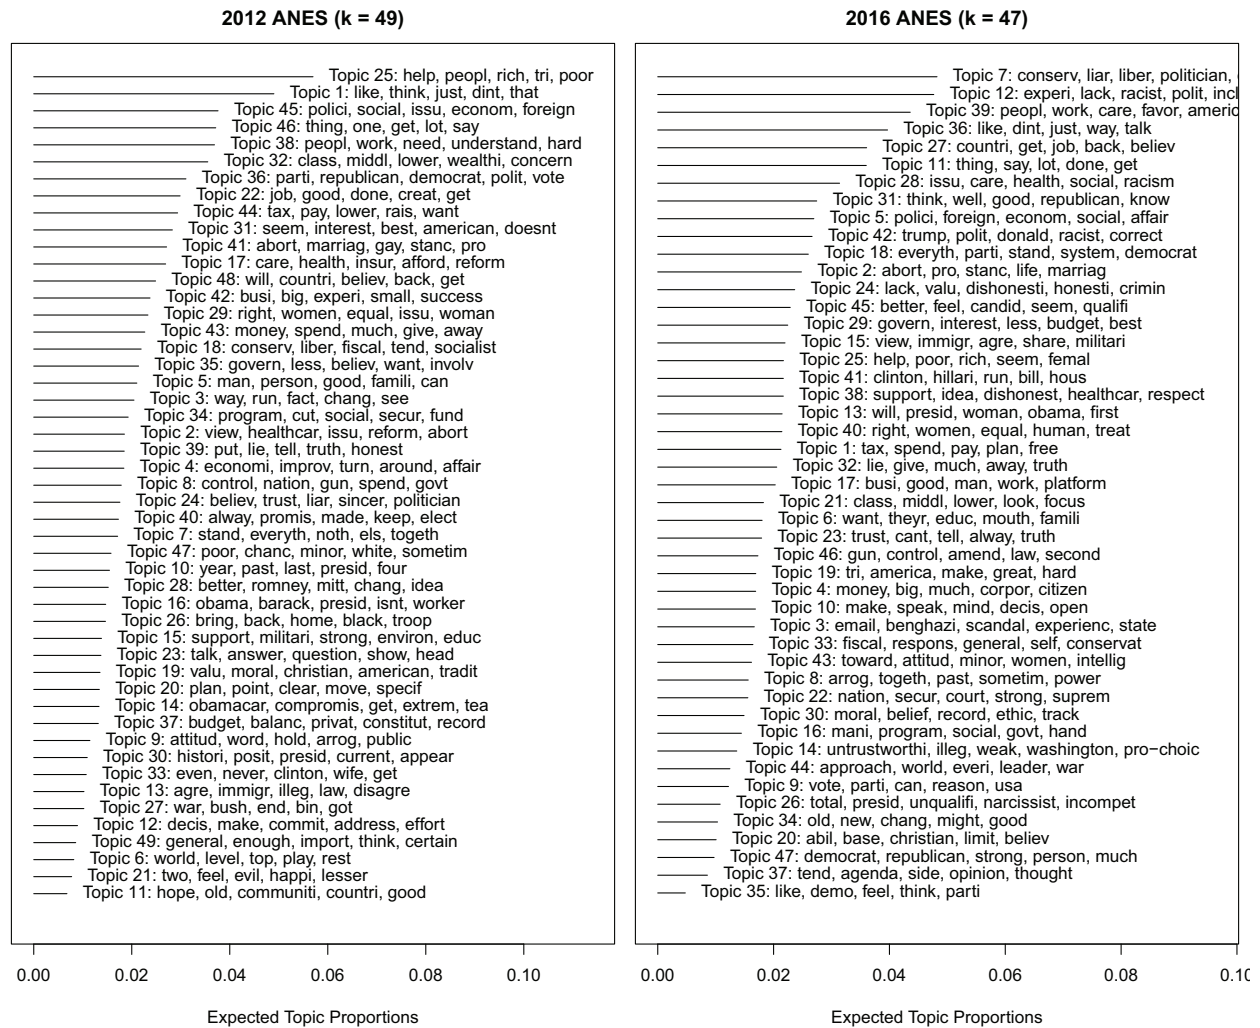 2012 ANES (k = 49)
Topic 25: help, peopl, rich, tri, poor
Topic 1: like, think, just, dint, that
Topic 45: polici, social, issu, econom, foreign
Topic 46: thing, one, get, lot, say
Topic 38: peopl, work, need, understand, hard
Topic 32: class, middl, lower, wealthi, concern
Topic 36: parti, republican, democrat, polit, vote
Topic 22: job, good, done, creat, get
Topic 44: tax, pay, lower, rais, want
Topic 31: seem, interest, best, american, doesnt
Topic 41: abort, marriag, gay, stanc, pro
Topic 17: care, health, insur, afford, reform
Topic 48: will, countri, believ, back, get
Topic 42: busi, big, experi, small, success
Topic 29: right, women, equal, issu, woman
Topic 43: money, spend, much, give, away
Topic 18: conserv, liber, fiscal, tend, socialist
Topic 35: govern, less, believ, want, involv
Topic 5: man, person, good, famili, can
Topic 3: way, run, fact, chang, see
Topic 34: program, cut, social, secur, fund
Topic 2: view, healthcar, issu, reform, abort
Topic 39: put, lie, tell, truth, honest
Topic 4: economi, improv, turn, around, affair
Topic 8: control, nation, gun, spend, govt
Topic 24: believ, trust, liar, sincer, politician
Topic 40: alway, promis, made, keep, elect
Topic 7: stand, everyth, noth, els, togeth
Topic 47: poor, chanc, minor, white, sometim
Topic 10: year, past, last, presid, four
Topic 28: better, romney, mitt, chang, idea
Topic 16: obama, barack, presid, isnt, worker
Topic 26: bring, back, home, black, troop
Topic 15: support, militari, strong, environ, educ
Topic 23: talk, answer, question, show, head
Topic 19: valu, moral, christian, american, tradit
Topic 20: plan, point, clear, move, specif
Topic 14: obamacar, compromis, get, extrem, tea
Topic 37: budget, balanc, privat, constitut, record
Topic 9: attitud, word, hold, arrog, public
Topic 30: histori, posit, presid, current, appear
Topic 33: even, never, clinton, wife, get
Topic 13: agre, immigr, illeg, law, disagre
Topic 27: war, bush, end, bin, got
Topic 12: decis, make, commit, address, effort
Topic 49: general, enough, import, think, certain
Topic 6: world, level, top, play, rest
Topic 21: two, feel, evil, happi, lesser
Topic 11: hope, old, communiti, countri, good
0.00 0.02 0.04 0.06 0.08 0.10
Expected Topic Proportions
2016 ANES (k = 47)
Topic 7: conserv, liar, liber, politician,
Topic 12: experi, lack, racist, polit, incl
Topic 39: peopl, work, care, favor, americ
Topic 36: like, dint, just, way, talk
Topic 27: countri, get, job, back, believ
Topic 11: thing, say, lot, done, get
Topic 28: issu, care, health, social, racism
Topic 31: think, well, good, republican, know
Topic 5: polici, foreign, econom, social, affair
Topic 42: trump, polit, donald, racist, correct
Topic 18: everyth, parti, stand, system, democrat
Topic 2: abort, pro, stanc, life, marriag
Topic 24: lack, valu, dishonesti, honesti, crimin
Topic 45: better, feel, candid, seem, qualifi
Topic 29: govern, interest, less, budget, best
Topic 15: view, immigr, agre, share, militari
Topic 25: help, poor, rich, seem, femal
Topic 41: clinton, hillari, run, bill, hous
Topic 38: support, idea, dishonest, healthcar, respect
Topic 13: will, presid, woman, obama, first
Topic 40: right, women, equal, human, treat
Topic 1: tax, spend, pay, plan, free
Topic 32: lie, give, much, away, truth
Topic 17: busi, good, man, work, platform
Topic 21: class, middl, lower, look, focus
Topic 6: want, theyr, educ, mouth, famili
Topic 23: trust, cant, tell, alway, truth
Topic 46: gun, control, amend, law, second
Topic 19: tri, america, make, great, hard
Topic 4: money, big, much, corpor, citizen
Topic 10: make, speak, mind, decis, open
Topic 3: email, benghazi, scandal, experienc, state
Topic 33: fiscal, respons, general, self, conservat
Topic 43: toward, attitud, minor, women, intellig
Topic 8: arrog, togeth, past, sometim, power
Topic 22: nation, secur, court, strong, suprem
Topic 30: moral, belief, record, ethic, track
Topic 16: mani, program, social, govt, hand
Topic 14: untrustworthi, illeg, weak, washington, pro−choic
Topic 44: approach, world, everi, leader, war
Topic 9: vote, parti, can, reason, usa
Topic 26: total, presid, unqualifi, narcissist, incompet
Topic 34: old, new, chang, might, good
Topic 20: abil, base, christian, limit, believ
Topic 47: democrat, republican, strong, person, much
Topic 37: tend, agenda, side, opinion, thought
Topic 35: like, demo, feel, think, parti
0.00 0.02 0.04 0.06 0.08 0.10
Expected Topic Proportions